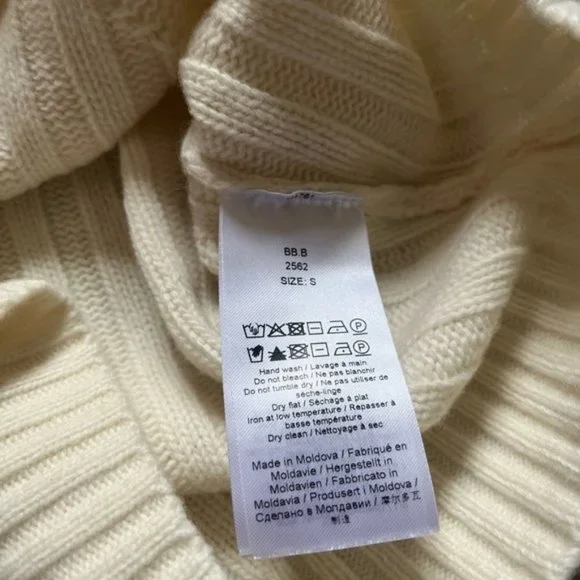 BB.B
2562
SIZE: S
Hand wash / Lavage à main
Do not bleach / Ne pas blanchir
Do not tumble dry / Ne pas utiliser de
sèche-linge
Dry flat / Séchage à plat
Iron at low temperature / Repasser à
basse température
Dry clean / Nettoyage à sec
Made in Moldova / Fabriqué en
Moldavie / Hergestellt in
Moldavien / Fabbricato in
Moldavia / Produsert i Moldova /
Сделано в Молдавии / 摩尔多瓦
制造